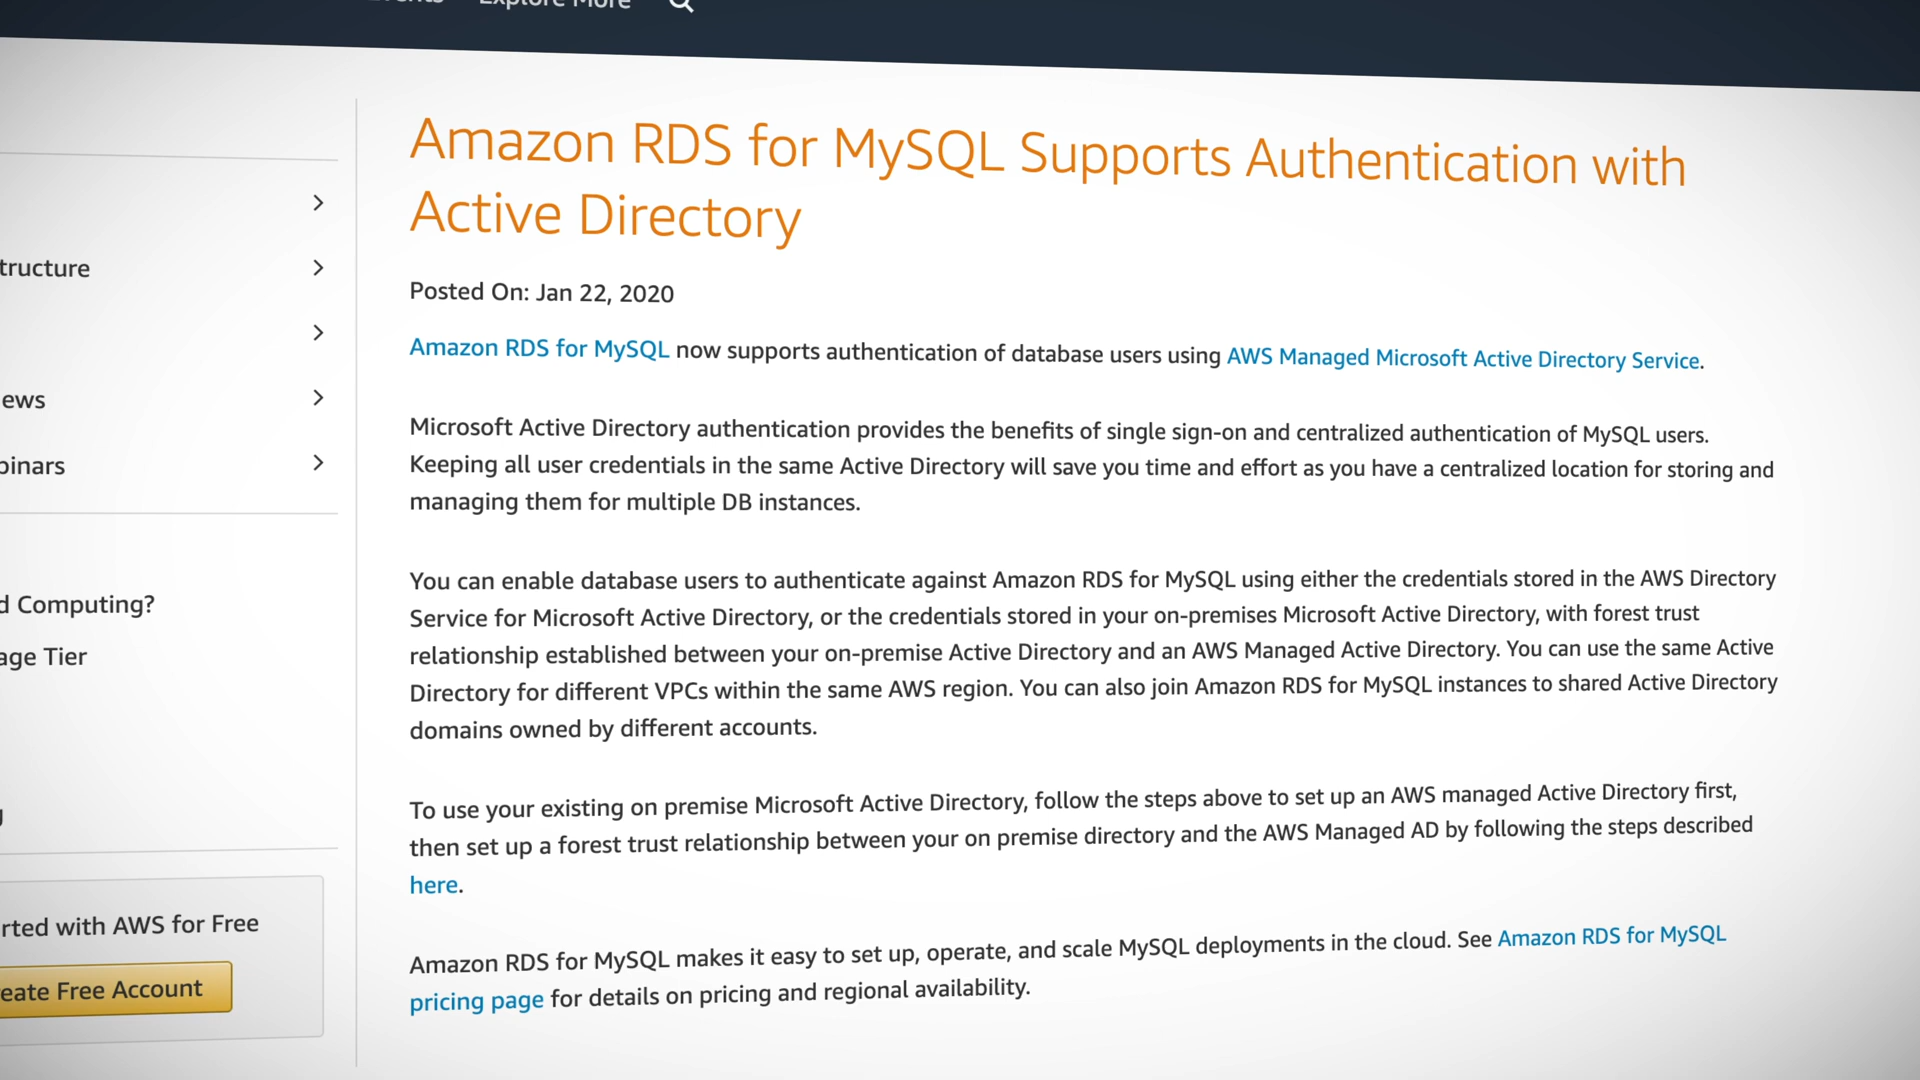 Explore More
Amazon RDS for MySQL Supports Authentication with
Active Directory
Posted On: Jan 22, 2020
Amazon RDS for MySQL now supports authentication of database users using AWS Managed Microsoft Active Directory Service.
Microsoft Active Directory authentication provides the benefits of single sign-on and centralized authentication of MySQL users.
Keeping all user credentials in the same Active Directory will save you time and effort as you have a centralized location for storing and
managing them for multiple DB instances.
You can enable database users to authenticate against Amazon RDS for MySQL using either the credentials stored in the AWS Directory
Service for Microsoft Active Directory, or the credentials stored in your on-premises Microsoft Active Directory, with forest trust
relationship established between your on-premise Active Directory and an AWS Managed Active Directory. You can use the same Active
Directory for different VPCs within the same AWS region. You can also join Amazon RDS for MySQL instances to shared Active Directory
domains owned by different accounts.
To use your existing on premise Microsoft Active Directory, follow the steps above to set up an AWS managed Active Directory first,
then set up a forest trust relationship between your on premise directory and the AWS Managed AD by following the steps described
here.
Amazon RDS for MySQL makes it easy to set up, operate, and scale MySQL deployments in the cloud. See Amazon RDS for MySQL
pricing page for details on pricing and regional availability.
tructure
ews
binars
d Computing?
age Tier
rted with AWS for Free
eate Free Account